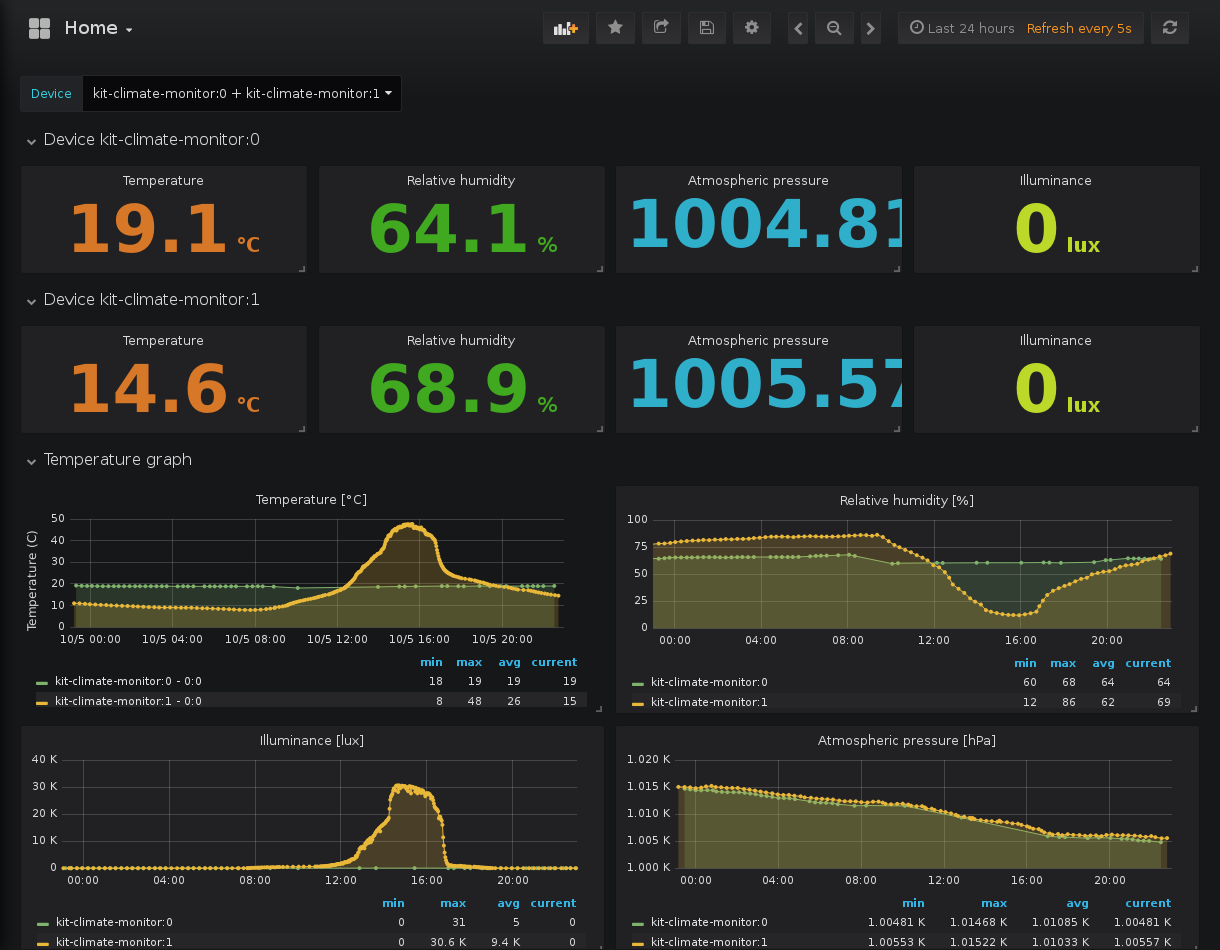 Home
Last 24 hours Refresh every 5s
Device kit-climate-monitor:0 + kit-climate-monitor:1
Device kit-climate-monitor:0
Temperature Relative humidity Atmospheric pressure Illuminance
19.1 °C 64.1 % 1004.81 0 lux
Device kit-climate-monitor:1
Temperature Relative humidity Atmospheric pressure Illuminance
14.6 °C 68.9 % 1005.57 0 lux
Temperature graph
Temperature [°C]
Temperature (C)
50
40
30
20
10
0
10/5 00:00 10/5 04:00 10/5 08:00 10/5 12:00 10/5 16:00 10/5 20:00
min max avg current
kit-climate-monitor:0 - 0:0 18 19 19 19
kit-climate-monitor:1 - 0:0 8 48 26 15
Relative humidity [%]
100
75
50
25
0
00:00 04:00 08:00 12:00 16:00 20:00
min max avg current
kit-climate-monitor:0 60 68 64 64
kit-climate-monitor:1 12 86 62 69
Illuminance [lux]
40 K
30 K
20 K
10 K
0
00:00 04:00 08:00 12:00 16:00 20:00
min max avg current
kit-climate-monitor:0 0 31 5 0
kit-climate-monitor:1 0 30.6 K 9.4 K 0
Atmospheric pressure [hPa]
1.020 K
1.015 K
1.010 K
1.005 K
1.000 K
00:00 04:00 08:00 12:00 16:00 20:00
min max avg current
kit-climate-monitor:0 1.00481 K 1.01468 K 1.01085 K 1.00481 K
kit-climate-monitor:1 1.00553 K 1.01522 K 1.01033 K 1.00557 K